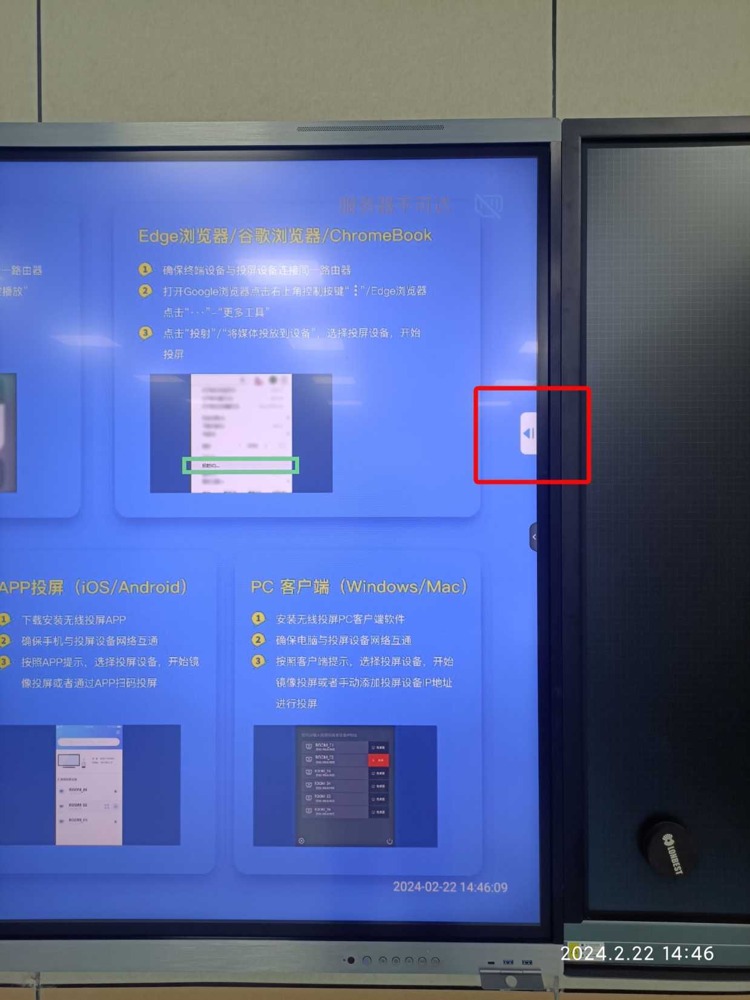 服务器不可达
Edge浏览器/谷歌浏览器/ChromeBook
一路由器
播放”
1 确保终端设备与投屏设备连接同一路由器
2 打开Google浏览器点击右上角控制按键“⋮”/Edge浏览器
点击“···”-“更多工具”
3 点击“投射”/“将媒体投放到设备”，选择投屏设备，开始
投屏
APP投屏（iOS/Android）
1 下载安装无线投屏APP
2 确保手机与投屏设备网络互通
3 按照APP提示，选择投屏设备，开始镜
像投屏或者通过APP扫码投屏
ROOM_01
ROOM_02
ROOM_03
PC 客户端（Windows/Mac）
1 安装无线投屏PC客户端软件
2 确保电脑与投屏设备网络互通
3 按照客户端提示，选择投屏设备，开始
镜像投屏或者手动添加投屏设备IP地址
进行投屏
ROOM_01
ROOM_02
2024-02-22 14:46:09
LONBEST
2024.2.22 14:46